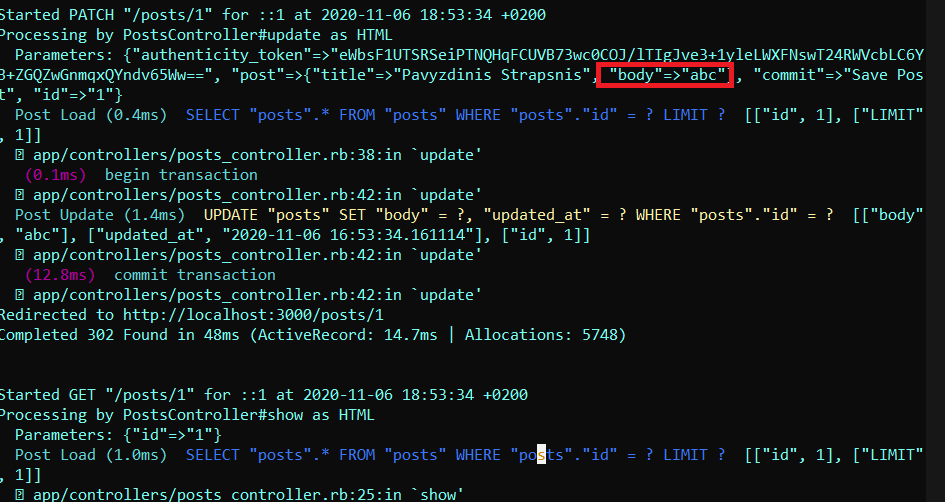 Started PATCH "/posts/1" for ::1 at 2020-11-06 18:53:34 +0200
Processing by PostsController#update as HTML
Parameters: {"authenticity_token"=>"eWbsF1UTSRSeiPTNQHqFCUVB73wc0COJ/lTIgJve3+1yleLWXFNswT24RWVcbLC6Y
3+ZGQZwGnmqxQYndv65Ww==", "post"=>{"title"=>"Pavyzdinis Strapsnis", "body"=>"abc"}, "commit"=>"Save Pos
t", "id"=>"1"}
Post Load (0.4ms) SELECT "posts".* FROM "posts" WHERE "posts"."id" = ? LIMIT ? [["id", 1], ["LIMIT"
, 1]]
app/controllers/posts_controller.rb:38:in `update'
(0.1ms) begin transaction
app/controllers/posts_controller.rb:42:in `update'
Post Update (1.4ms) UPDATE "posts" SET "body" = ?, "updated_at" = ? WHERE "posts"."id" = ? [["body"
, "abc"], ["updated_at", "2020-11-06 16:53:34.161114"], ["id", 1]]
app/controllers/posts_controller.rb:42:in `update'
(12.8ms) commit transaction
app/controllers/posts_controller.rb:42:in `update'
Redirected to http://localhost:3000/posts/1
Completed 302 Found in 48ms (ActiveRecord: 14.7ms | Allocations: 5748)
Started GET "/posts/1" for ::1 at 2020-11-06 18:53:34 +0200
Processing by PostsController#show as HTML
Parameters: {"id"=>"1"}
Post Load (1.0ms) SELECT "posts".* FROM "posts" WHERE "posts"."id" = ? LIMIT ? [["id", 1], ["LIMIT"
, 1]]
app/controllers/posts_controller.rb:25:in `show'